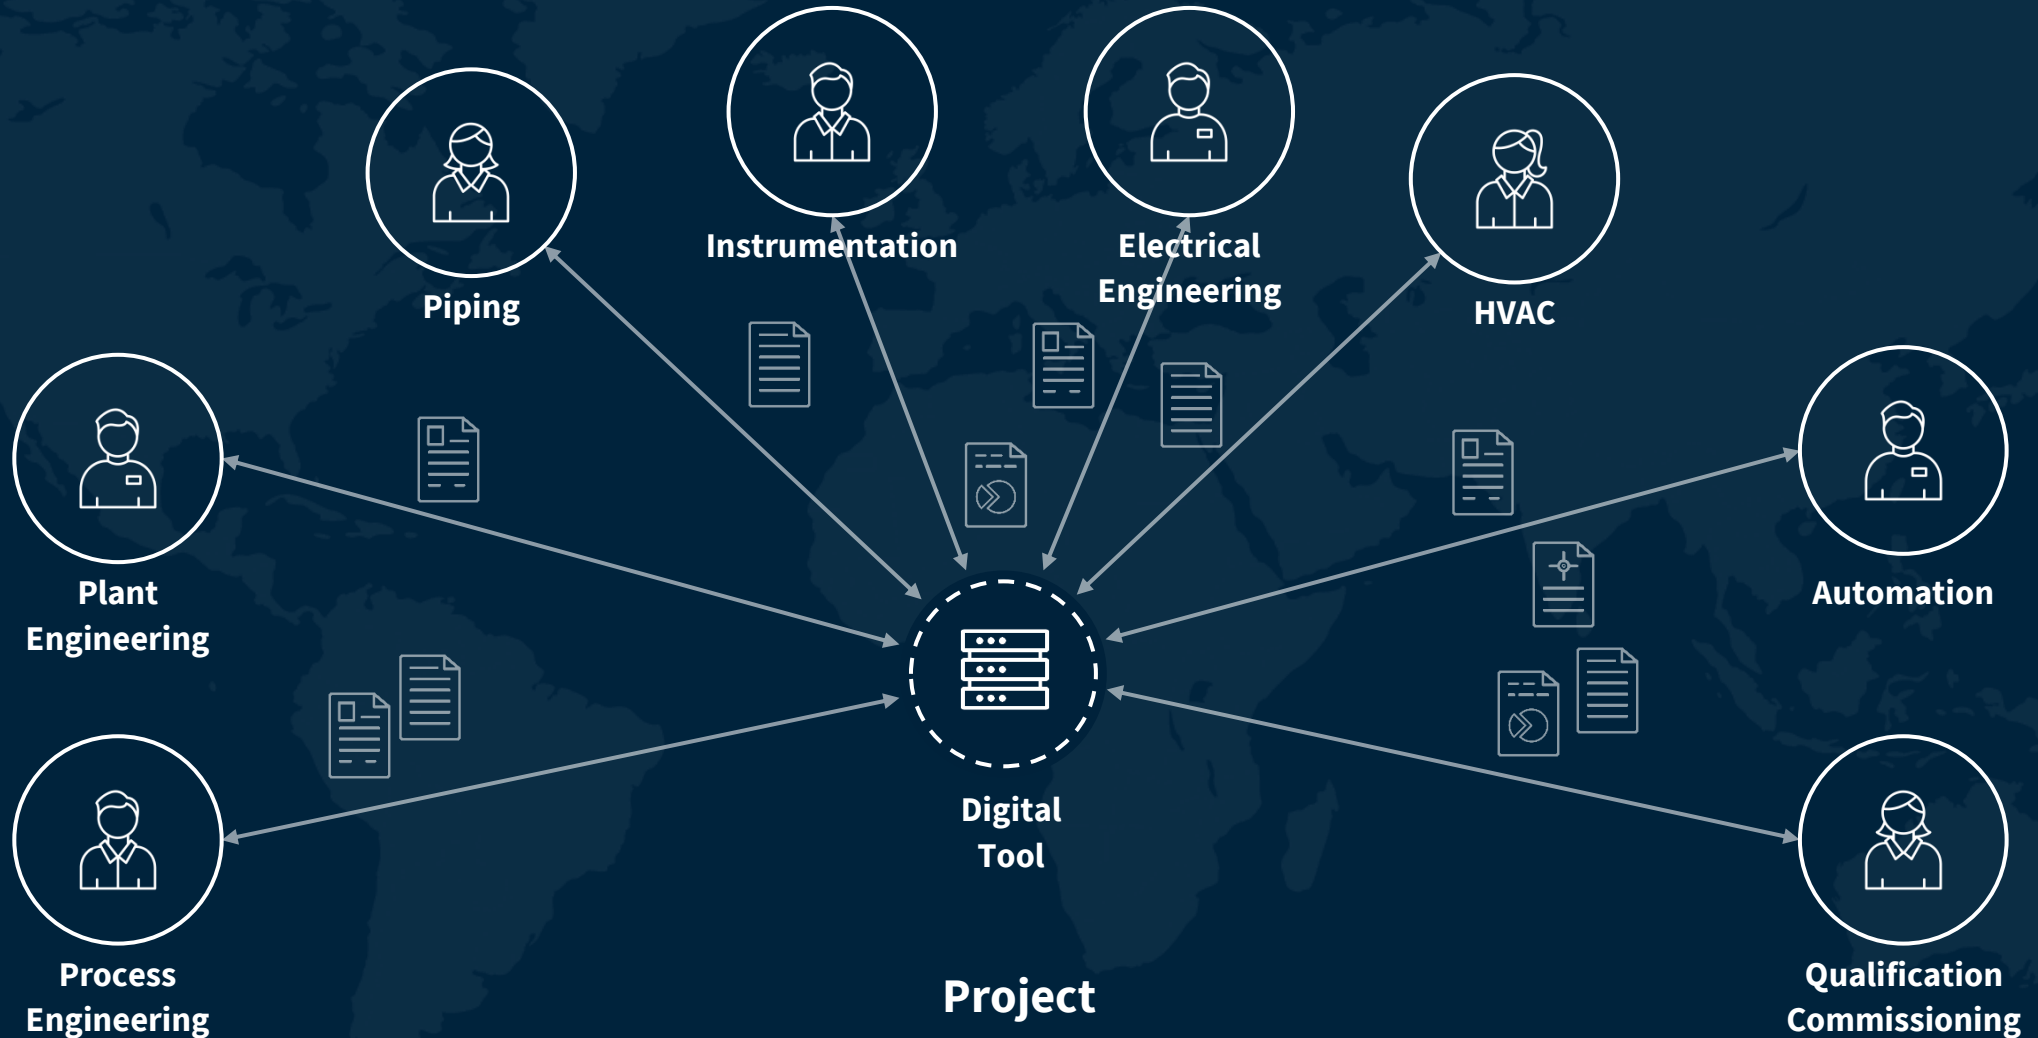 Instrumentation
Electrical
Engineering
Piping
HVAC
Plant
Engineering
Automation
Digital
Tool
Process
Engineering
Project
Qualification
Commissioning